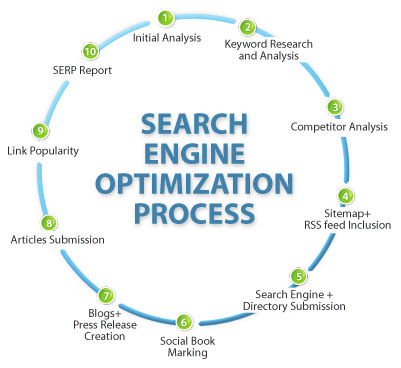 1
Initial Analysis
2
Keyword Research
and Analysis
3
Competitor Analysis
4
Sitemap+
RSS feed Inclusion
5
Search Engine +
Directory Submission
6
Social Book
Marking
7
Blogs+
Press Release
Creation
8
Articles Submission
9
Link Popularity
10
SERP Report
SEARCH
ENGINE
OPTIMIZATION
PROCESS